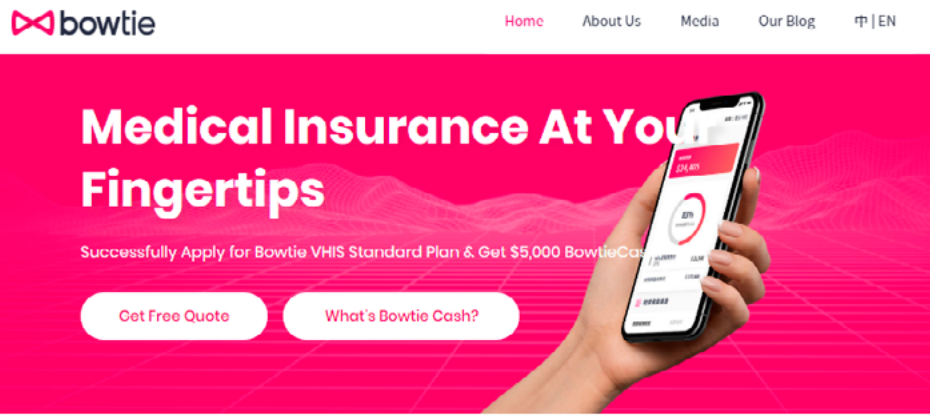 bowtie
Home About Us Media Our Blog 中 | EN
Medical Insurance At You
Fingertips
Successfully Apply for Bowtie VHIS Standard Plan & Get $5,000 BowtieCas
Get Free Quote What's Bowtie Cash?